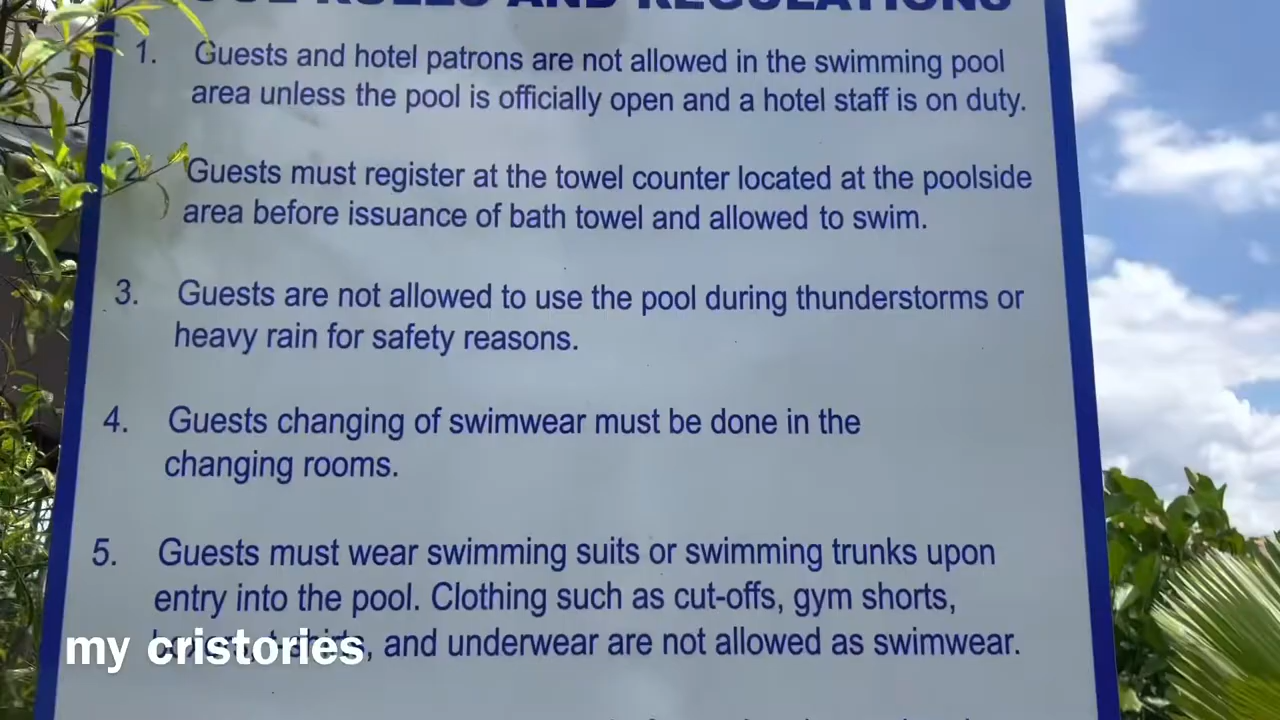 RULES AND REGULATIONS
1. Guests and hotel patrons are not allowed in the swimming pool
area unless the pool is officially open and a hotel staff is on duty.
2. Guests must register at the towel counter located at the poolside
area before issuance of bath towel and allowed to swim.
3. Guests are not allowed to use the pool during thunderstorms or
heavy rain for safety reasons.
4. Guests changing of swimwear must be done in the
changing rooms.
5. Guests must wear swimming suits or swimming trunks upon
entry into the pool. Clothing such as cut-offs, gym shorts,
and underwear are not allowed as swimwear.
my cristories